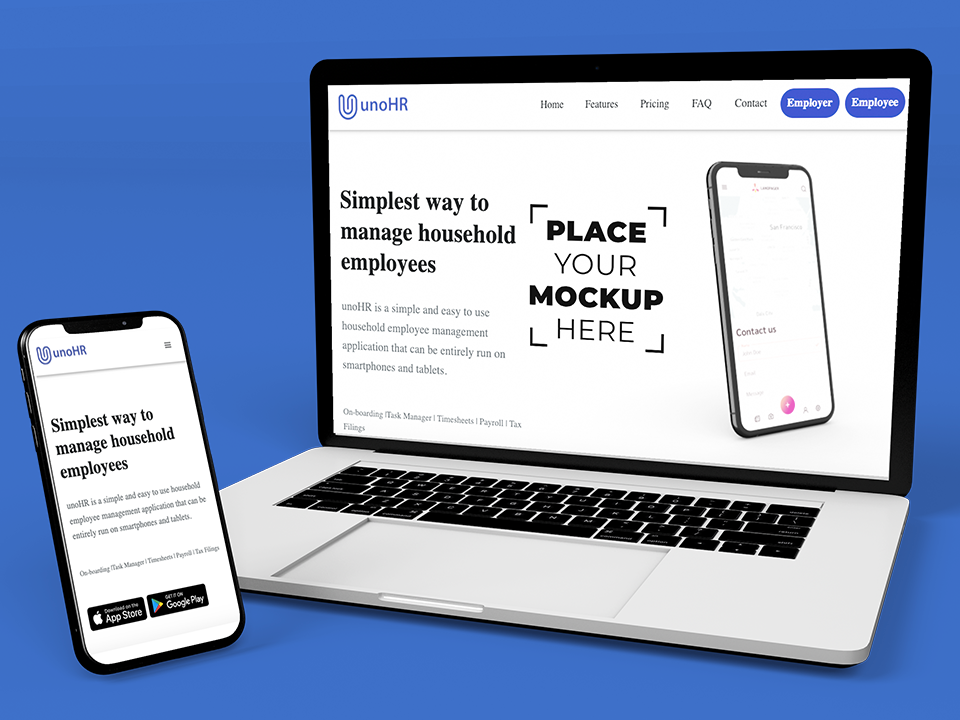 unoHR
Home Features Pricing FAQ Contact Employer Employee
Simplest way to
manage household
employees
unoHR is a simple and easy to use
household employee management
application that can be entirely run on
smartphones and tablets.
On-boarding |Task Manager | Timesheets | Payroll | Tax
Filings
PLACE
YOUR
MOCKUP
HERE
San Francisco
Contact us
unoHR
Simplest way to
manage household
employees
unoHR is a simple and easy to use household
employee management application that can be
entirely run on smartphones and tablets.
On-boarding |Task Manager | Timesheets | Payroll | Tax Filings
Download on the
App Store
GET IT ON
Google Play